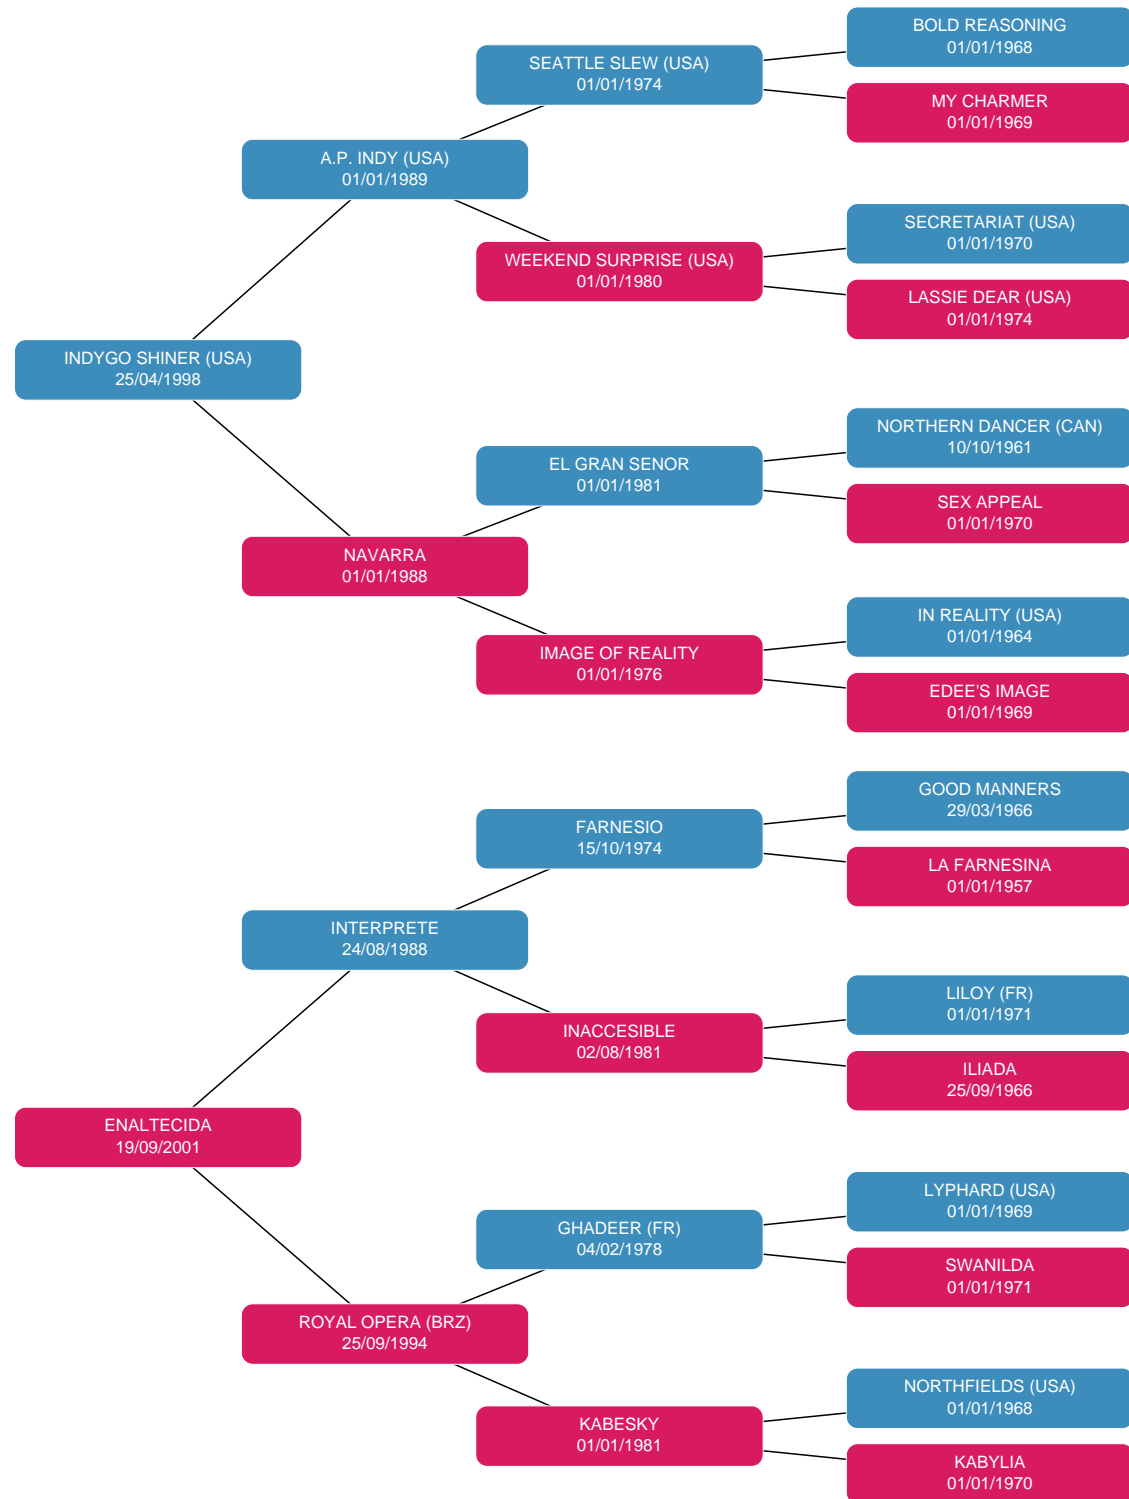 BOLD REASONING
01/01/1968
SEATTLE SLEW (USA)
01/01/1974
MY CHARMER
01/01/1969
A.P. INDY (USA)
01/01/1989
SECRETARIAT (USA)
01/01/1970
WEEKEND SURPRISE (USA)
01/01/1980
LASSIE DEAR (USA)
01/01/1974
INDYGO SHINER (USA)
25/04/1998
NORTHERN DANCER (CAN)
10/10/1961
EL GRAN SENOR
01/01/1981
SEX APPEAL
01/01/1970
NAVARRA
01/01/1988
IN REALITY (USA)
01/01/1964
IMAGE OF REALITY
01/01/1976
EDEE'S IMAGE
01/01/1969
GOOD MANNERS
29/03/1966
FARNESIO
15/10/1974
LA FARNESINA
01/01/1957
INTERPRETE
24/08/1988
LILOY (FR)
01/01/1971
INACCESIBLE
02/08/1981
ILIADA
25/09/1966
ENALTECIDA
19/09/2001
LYPHARD (USA)
01/01/1969
GHADEER (FR)
04/02/1978
SWANILDA
01/01/1971
ROYAL OPERA (BRZ)
25/09/1994
NORTHFIELDS (USA)
01/01/1968
KABESKY
01/01/1981
KABYLIA
01/01/1970